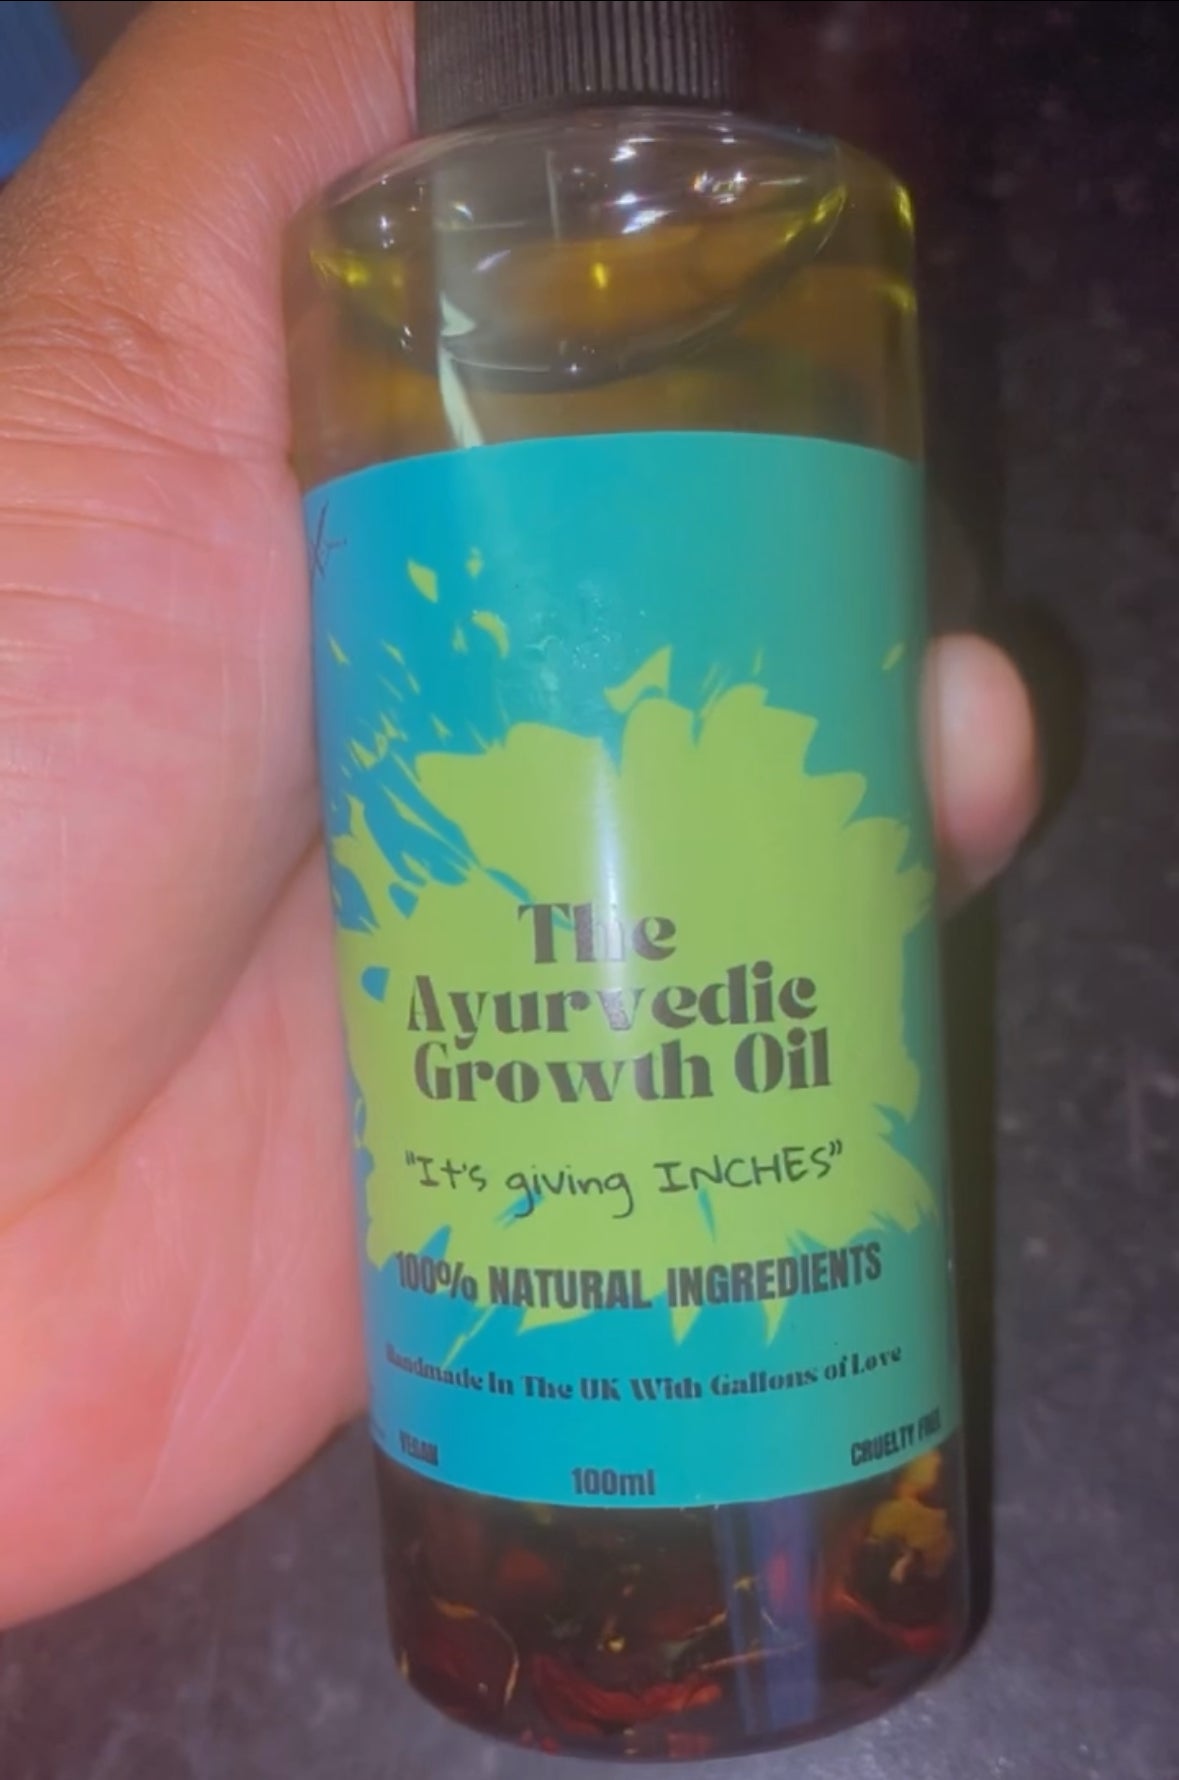 The
Ayurvedic
Growth Oil
"It's giving INCHES"
100% NATURAL INGREDIENTS
Handmade In The UK With Gallons of Love
VEGAN
CRUELTY FREE
100ml